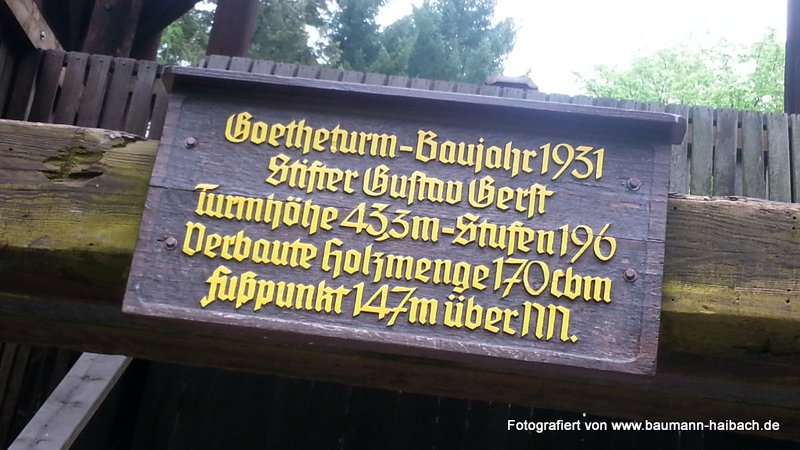 Goetheturm-Baujahr 1931
Stifter Gustav Gerst
Turmhöhe 43,3m-Stufen 196
Verbaute Holzmenge 170 cbm
Fußpunkt 147m über NN.
Fotografiert von www.baumann-haibach.de